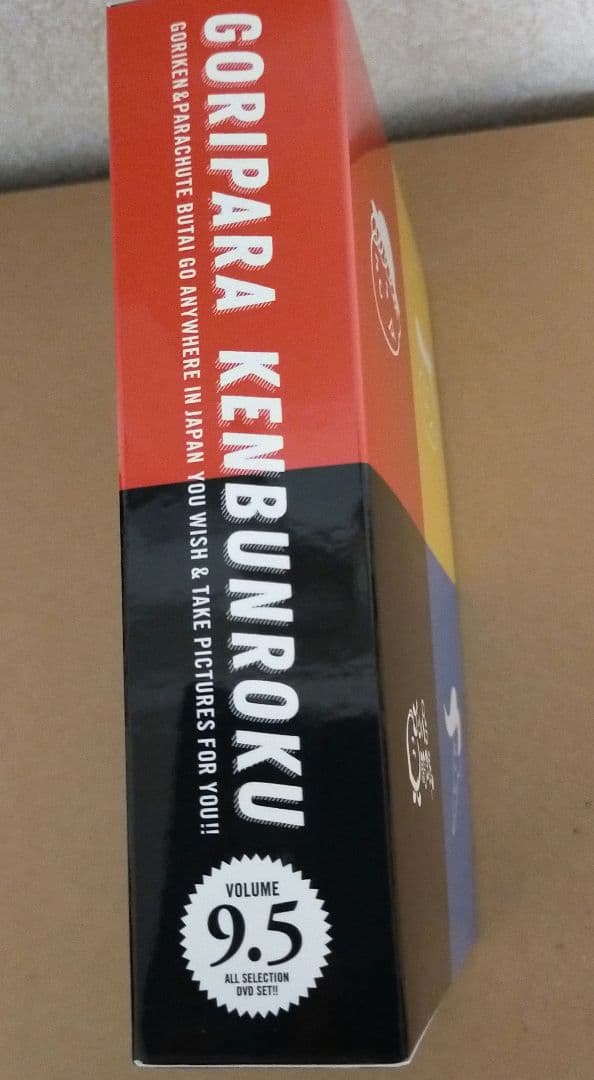 GORIPARA KENBUNROKU
GORIKEN&PARACHUTE BUTAI GO ANYWHERE IN JAPAN YOU WISH & TAKE PICTURES FOR YOU!!
VOLUME
9.5
ALL SELECTION
DVD SET!!